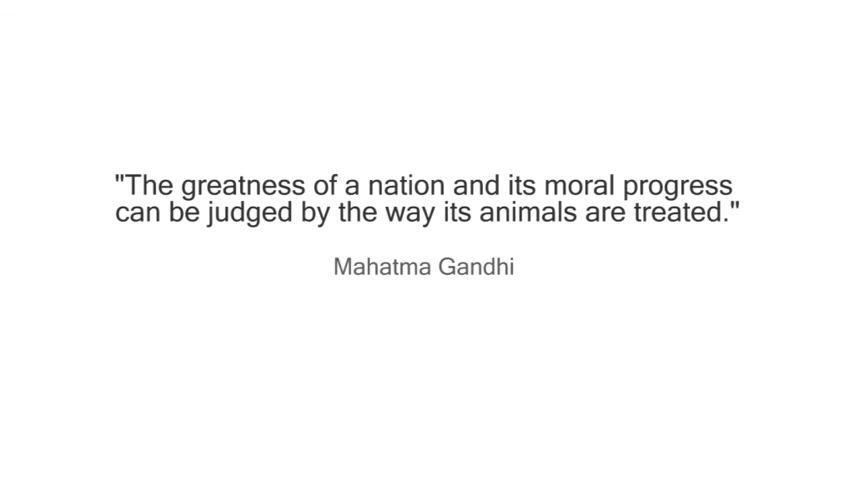 "The greatness of a nation and its moral progress
can be judged by the way its animals are treated."
Mahatma Gandhi